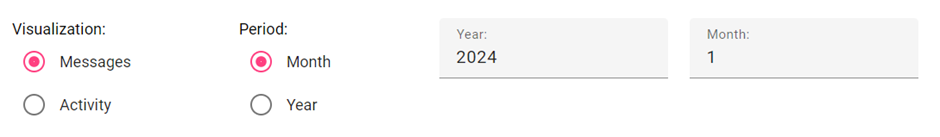 Visualization:
Messages
Activity
Period:
Month
Year
Year:
2024
Month:
1